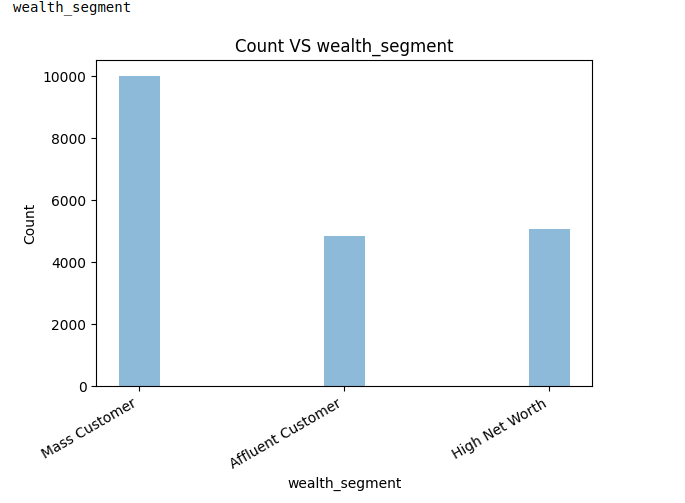 wealth_segment
Count VS wealth_segment
10000
8000
6000
4000
2000
0
Count
Mass Customer
Affluent Customer
High Net Worth
wealth_segment